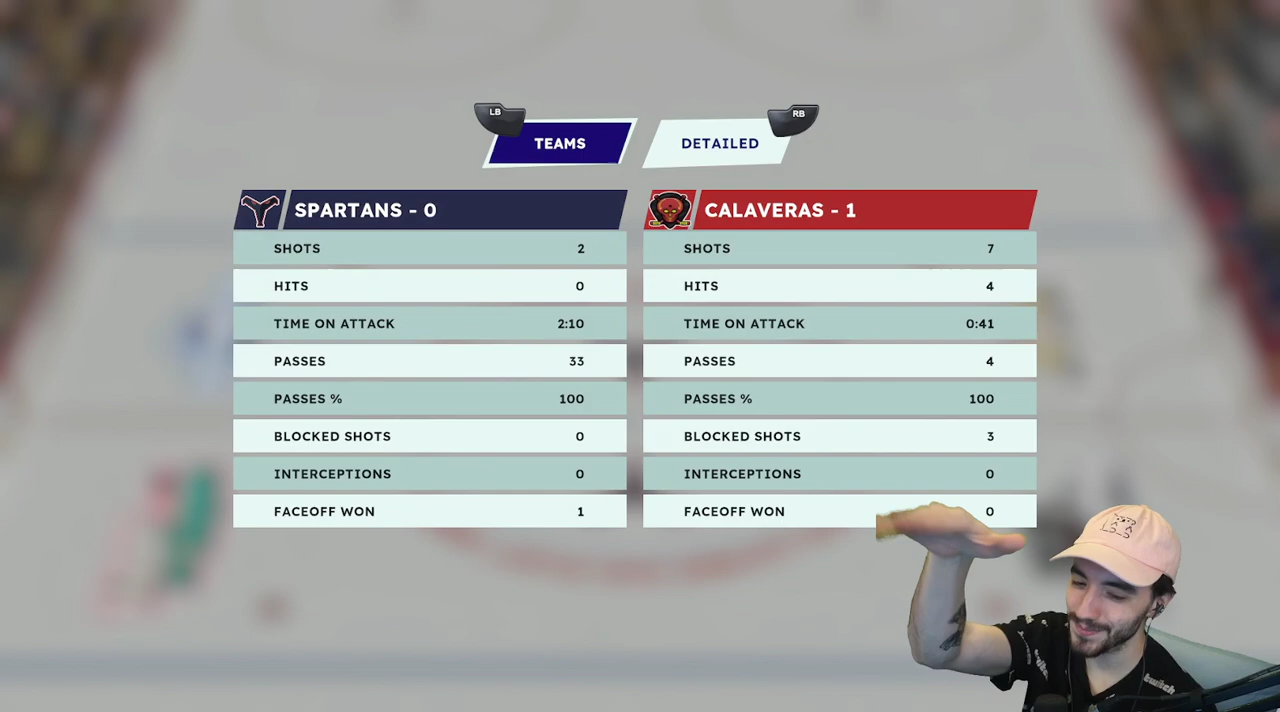 LB
RB
TEAMS
DETAILED
SPARTANS - 0
SHOTS 2
HITS 0
TIME ON ATTACK 2:10
PASSES 33
PASSES % 100
BLOCKED SHOTS 0
INTERCEPTIONS 0
FACEOFF WON 1
CALAVERAS - 1
SHOTS 7
HITS 4
TIME ON ATTACK 0:41
PASSES 4
PASSES % 100
BLOCKED SHOTS 3
INTERCEPTIONS 0
FACEOFF WON 0
twitch